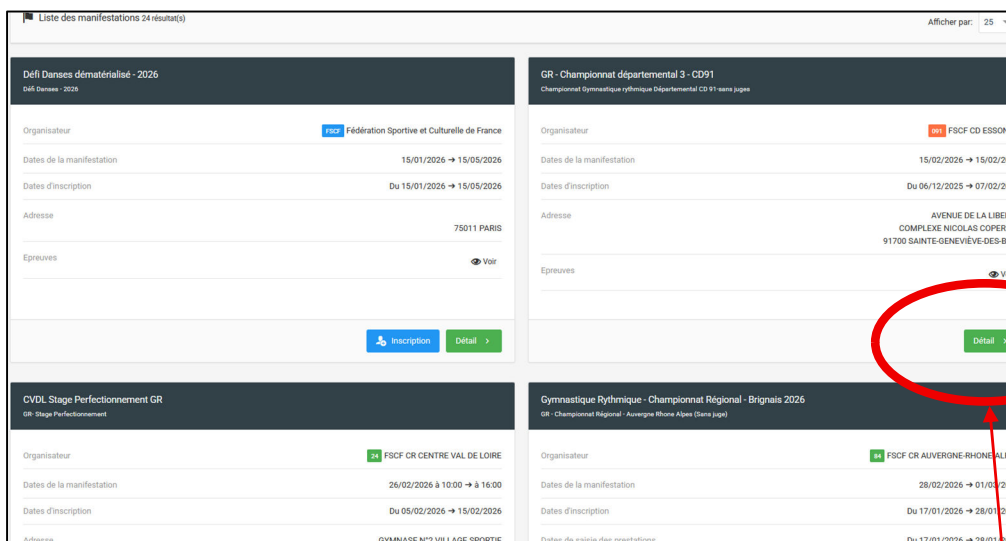 Liste des manifestations 24 résultat(s)
Afficher par: 25
Défi Danses dématérialisé - 2026
Défi Danses - 2026
Organisateur FSCF Fédération Sportive et Culturelle de France
Dates de la manifestation 15/01/2026 ➔ 15/05/2026
Dates d'inscription Du 15/01/2026 ➔ 15/05/2026
Adresse
75011 PARIS
Epreuves Voir
Inscription Détail >
GR - Championnat départemental 3 - CD91
Championnat Gymnastique rythmique Départemental CD 91-sans juges
Organisateur 091 FSCF CD ESSON
Dates de la manifestation 15/02/2026 ➔ 15/02/20
Dates d'inscription Du 06/12/2025 ➔ 07/02/20
Adresse AVENUE DE LA LIBE
COMPLEXE NICOLAS COPER
91700 SAINTE-GENEVIÈVE-DES-B
Epreuves V
Détail >
CVDL Stage Perfectionnement GR
GR- Stage Perfectionnement
Organisateur 24 FSCF CR CENTRE VAL DE LOIRE
Dates de la manifestation 26/02/2026 à 10:00 ➔ à 16:00
Dates d'inscription Du 05/02/2026 ➔ 15/02/2026
Adresse GYMNASE N°2 VILLAGE SPORTIF
Gymnastique Rythmique - Championnat Régional - Brignais 2026
GR - Championnat Régional - Auvergne Rhone Alpes (Sans juge)
Organisateur 84 FSCF CR AUVERGNE-RHONE-AL
Dates de la manifestation 28/02/2026 ➔ 01/03/20
Dates d'inscription Du 17/01/2026 ➔ 28/01/20
Dates de saisie des prestations Du 17/01/2026 ➔ 28/01/20